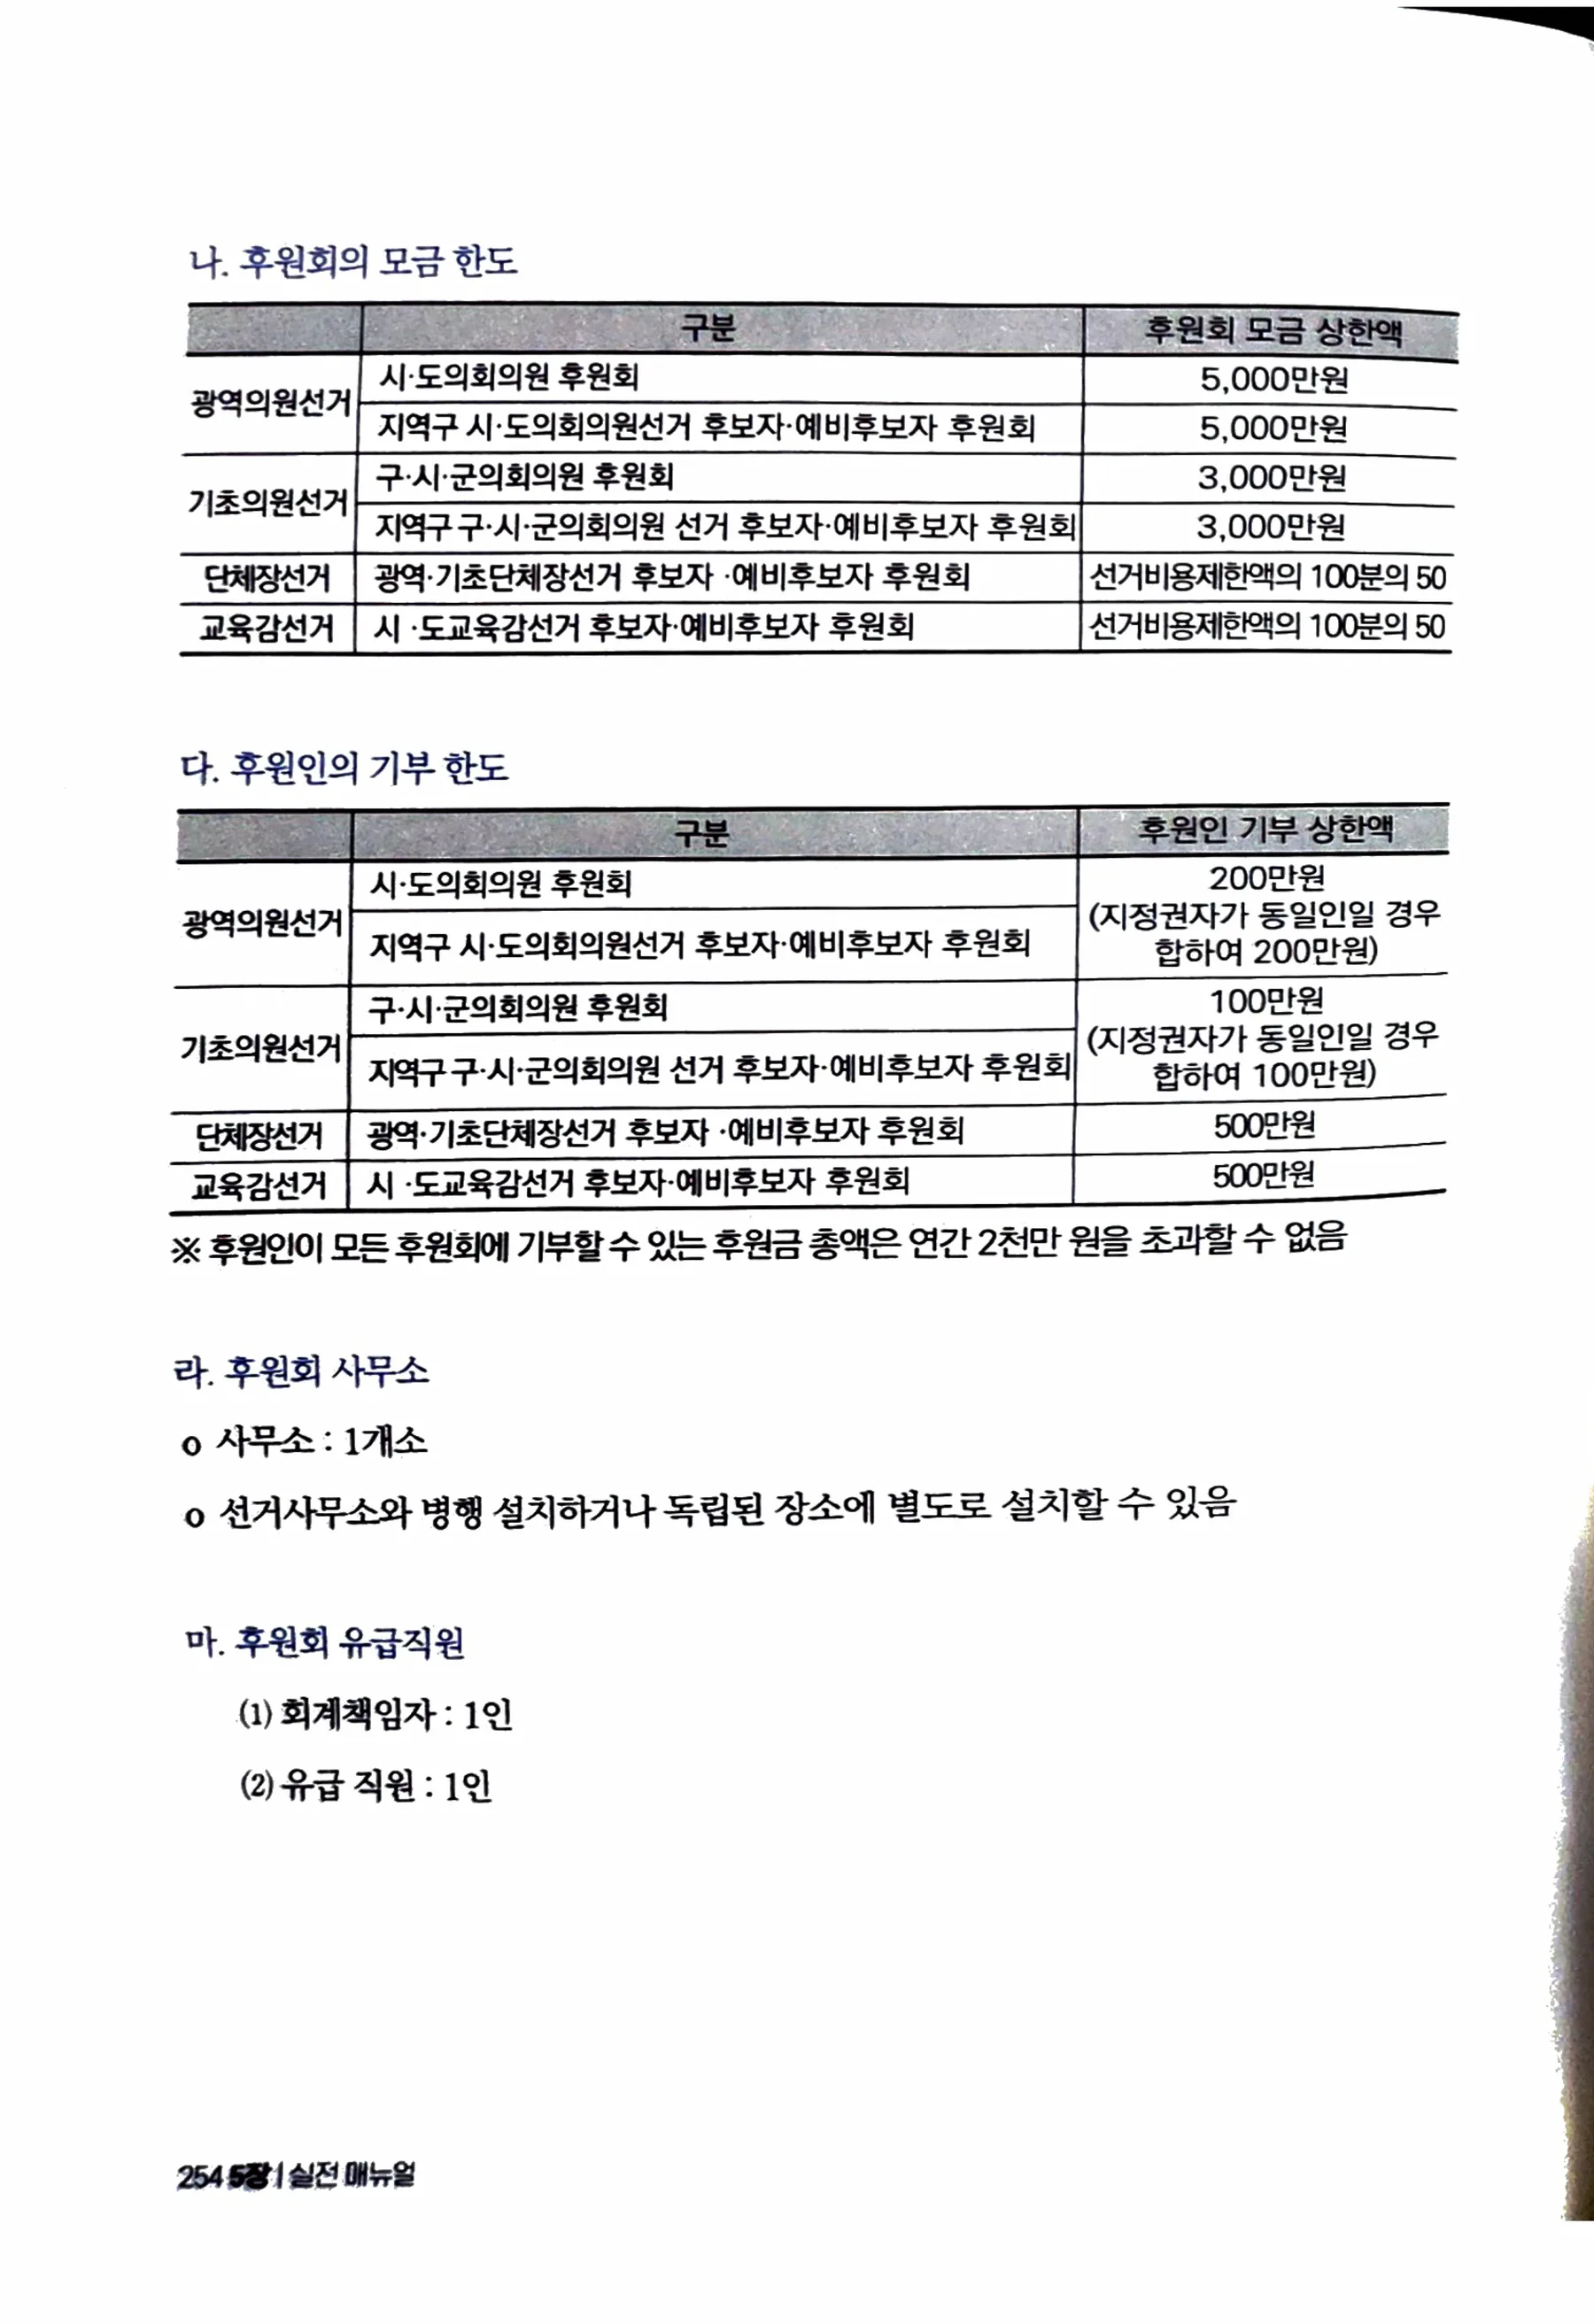 나. 후원회의 모금 한도
구분 후원회 모금 상한액
광역의원선거
시·도의회의원 후원회 5,000만원
지역구 시·도의회의원선거 후보자·예비후보자 후원회 5,000만원
기초의원선거
구·시·군의회의원 후원회 3,000만원
지역구 구·시·군의회의원 선거 후보자·예비후보자 후원회 3,000만원
단체장선거 광역·기초단체장선거 후보자 ·예비후보자 후원회 선거비용제한액의 100분의 50
교육감선거 시 ·도교육감선거 후보자·예비후보자 후원회 선거비용제한액의 100분의 50
다. 후원인의 기부 한도
구분 후원인 기부 상한액
광역의원선거
시·도의회의원 후원회
지역구 시·도의회의원선거 후보자·예비후보자 후원회
200만원
(지정권자가 동일인일 경우
합하여 200만원)
기초의원선거
구·시·군의회의원 후원회
지역구 구·시·군의회의원 선거 후보자·예비후보자 후원회
100만원
(지정권자가 동일인일 경우
합하여 100만원)
단체장선거 광역·기초단체장선거 후보자 ·예비후보자 후원회 500만원
교육감선거 시 ·도교육감선거 후보자·예비후보자 후원회 500만원
※ 후원인이 모든 후원회에 기부할 수 있는 후원금 총액은 연간 2천만 원을 초과할 수 없음
라. 후원회 사무소
o 사무소 : 1개소
o 선거사무소와 병행 설치하거나 독립된 장소에 별도로 설치할 수 있음
마. 후원회 유급직원
(1) 회계책임자 : 1인
(2) 유급 직원 : 1인
254 5장 | 실전 매뉴얼